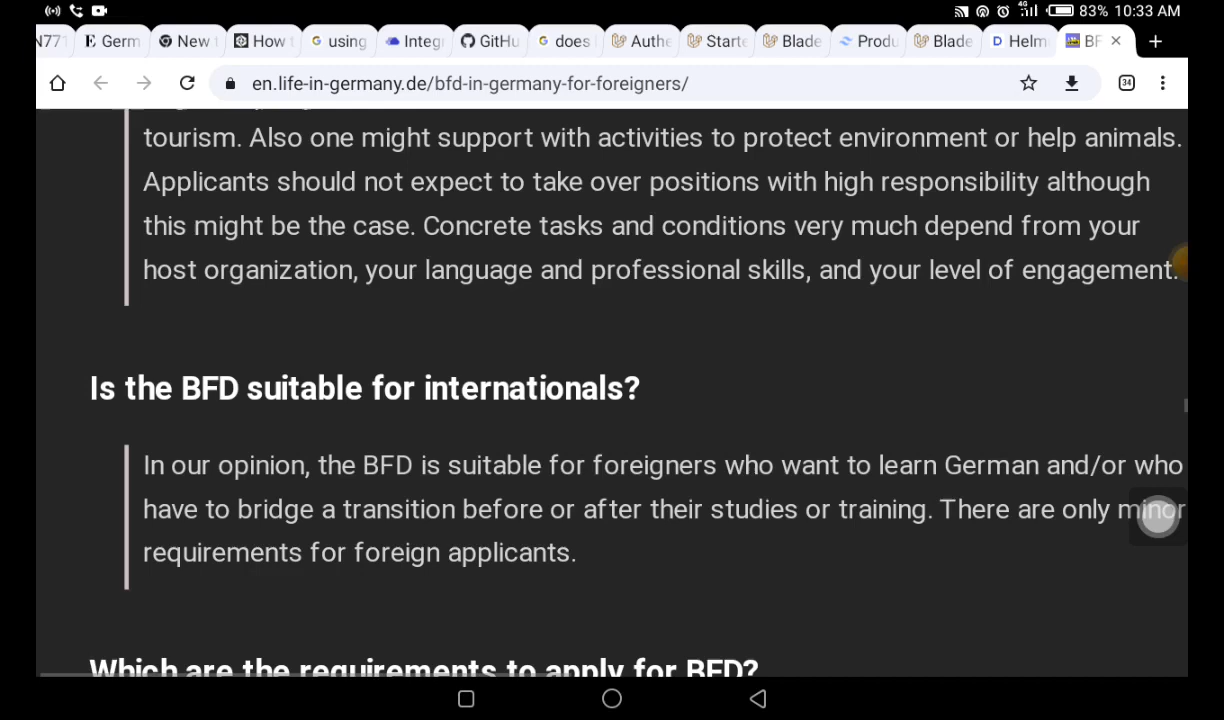 83% 10:33 AM
N771
Germ
New t
How t
using
Integr
GitHu
does
Authe
Starte
Blade
Produ
Blade
Helm
BF
en.life-in-germany.de/bfd-in-germany-for-foreigners/
34
tourism. Also one might support with activities to protect environment or help animals.
Applicants should not expect to take over positions with high responsibility although
this might be the case. Concrete tasks and conditions very much depend from your
host organization, your language and professional skills, and your level of engagement.
Is the BFD suitable for internationals?
In our opinion, the BFD is suitable for foreigners who want to learn German and/or who
have to bridge a transition before or after their studies or training. There are only minor
requirements for foreign applicants.
Which are the requirements to apply for BFD?